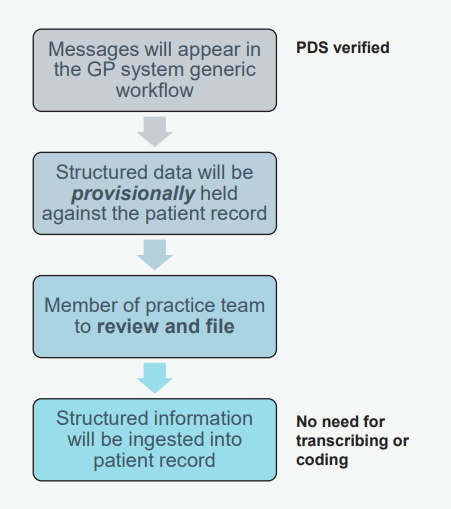 Messages will appear in
the GP system generic
workflow
PDS verified
Structured data will be
provisionally held
against the patient record
Member of practice team
to review and file
Structured information
will be ingested into
patient record
No need for
transcribing or
coding